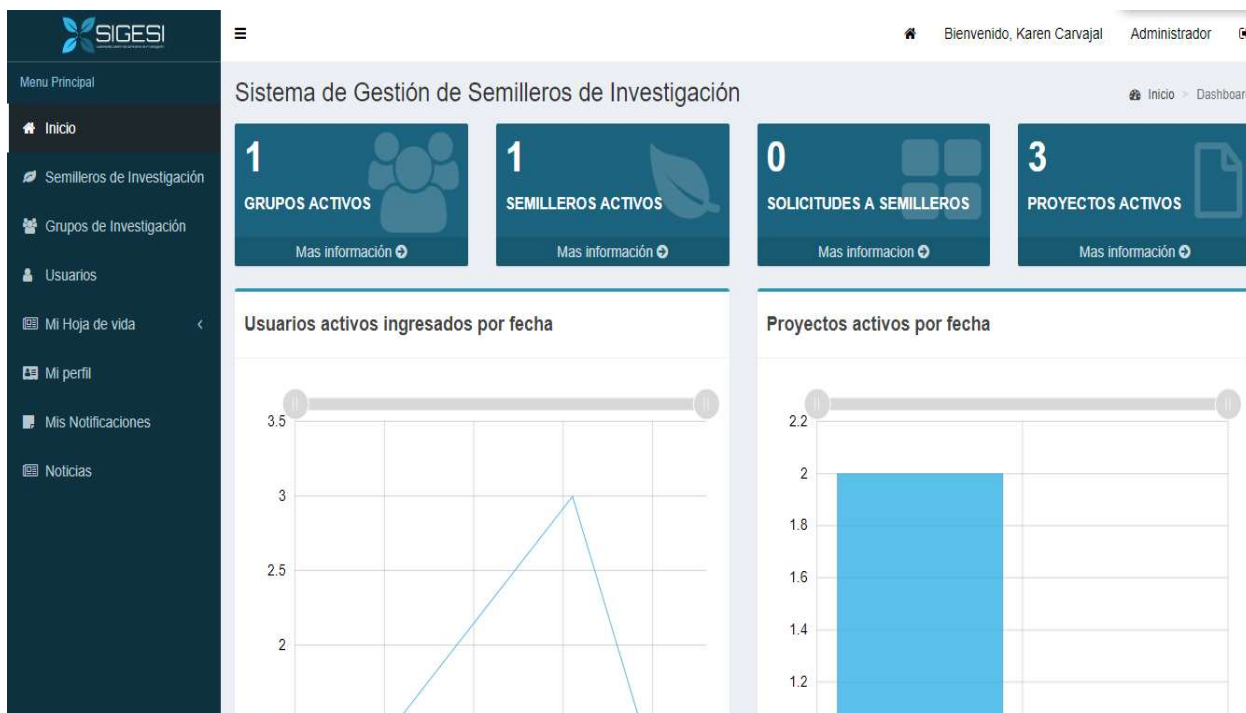 SIGESI
Bienvenido, Karen Carvajal
Administrador
Menu Principal
Inicio
Semilleros de Investigación
Grupos de Investigación
Usuarios
Mi Hoja de vida
Mi perfil
Mis Notificaciones
Noticias
Sistema de Gestión de Semilleros de Investigación
Inicio > Dashboar
1
GRUPOS ACTIVOS
Mas información
1
SEMILLEROS ACTIVOS
Mas información
0
SOLICITUDES A SEMILLEROS
Mas informacion
3
PROYECTOS ACTIVOS
Mas información
Usuarios activos ingresados por fecha
3.5
3
2.5
2
Proyectos activos por fecha
2.2
2
1.8
1.6
1.4
1.2